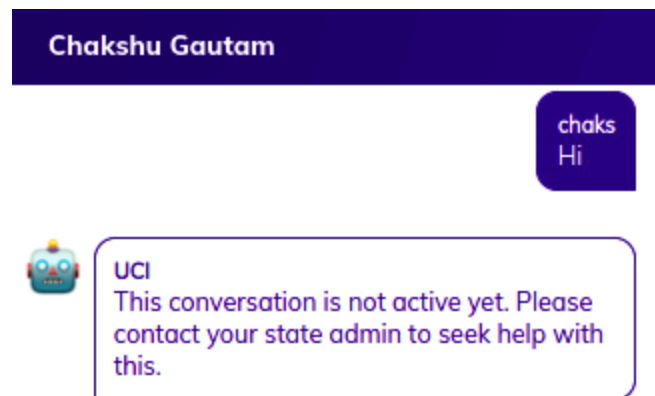 Chakshu Gautam
chaks
Hi
UCI
This conversation is not active yet. Please
contact your state admin to seek help with
this.